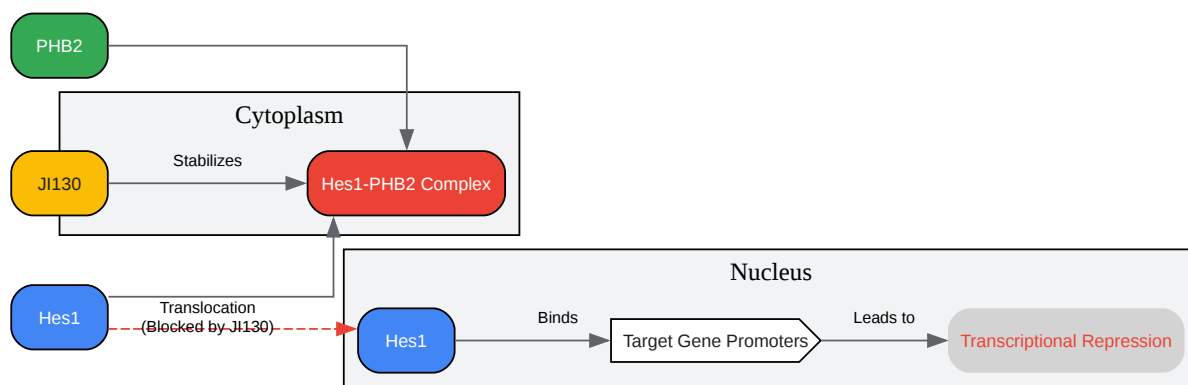 PHB2
Cytoplasm
Stabilizes
JI130
Hes1-PHB2 Complex
Nucleus
Hes1
Translocation
(Blocked by JI130)
Hes1
Binds
Target Gene Promoters
Leads to
Transcriptional Repression